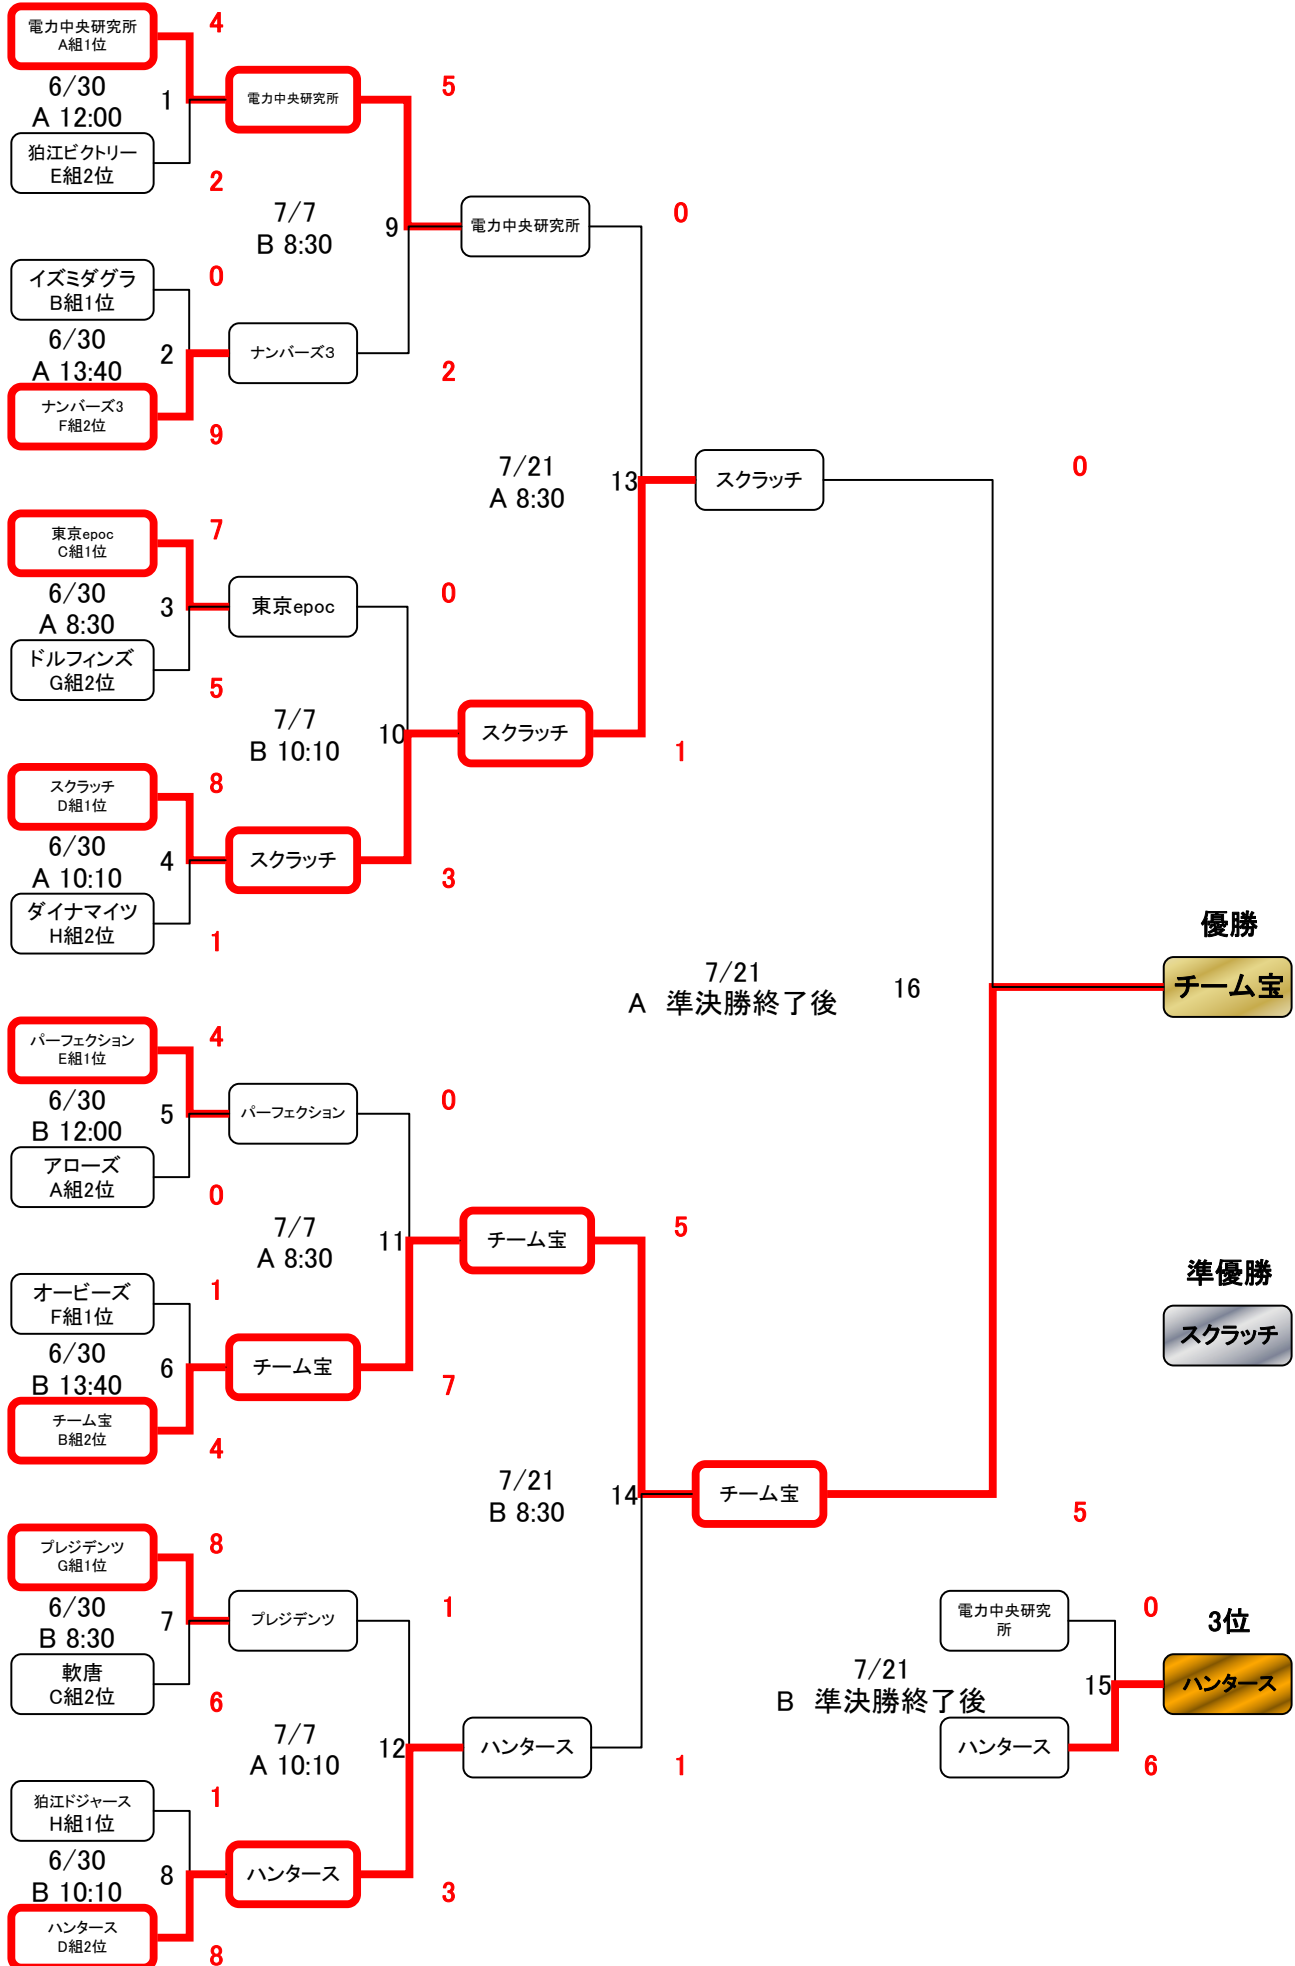 電力中央研究所
A組1位
4
6/30
A 12:00
1
狛江ビクトリー
E組2位
2
電力中央研究所
5
7/7
B 8:30
9
イズミダグラ
B組1位
0
6/30
A 13:40
2
ナンバーズ3
F組2位
9
ナンバーズ3
2
電力中央研究所
0
7/21
A 8:30
13
東京epoc
C組1位
7
6/30
A 8:30
3
ドルフィンズ
G組2位
5
東京epoc
0
7/7
B 10:10
10
スクラッチ
D組1位
8
6/30
A 10:10
4
ダイナマイツ
H組2位
1
スクラッチ
3
スクラッチ
1
スクラッチ
0
7/21
A 準決勝終了後
16
優勝
チーム宝
パーフェクション
E組1位
4
6/30
B 12:00
5
アローズ
A組2位
0
パーフェクション
0
7/7
A 8:30
11
オービーズ
F組1位
1
6/30
B 13:40
6
チーム宝
B組2位
4
チーム宝
7
チーム宝
5
準優勝
スクラッチ
7/21
B 8:30
14
チーム宝
5
プレジデンツ
G組1位
8
6/30
B 8:30
7
軟唐
C組2位
6
プレジデンツ
1
7/7
A 10:10
12
狛江ドジャース
H組1位
1
6/30
B 10:10
8
ハンタース
D組2位
8
ハンタース
3
ハンタース
1
電力中央研究
所
0
7/21
B 準決勝終了後
15
ハンタース
6
3位
ハンタース